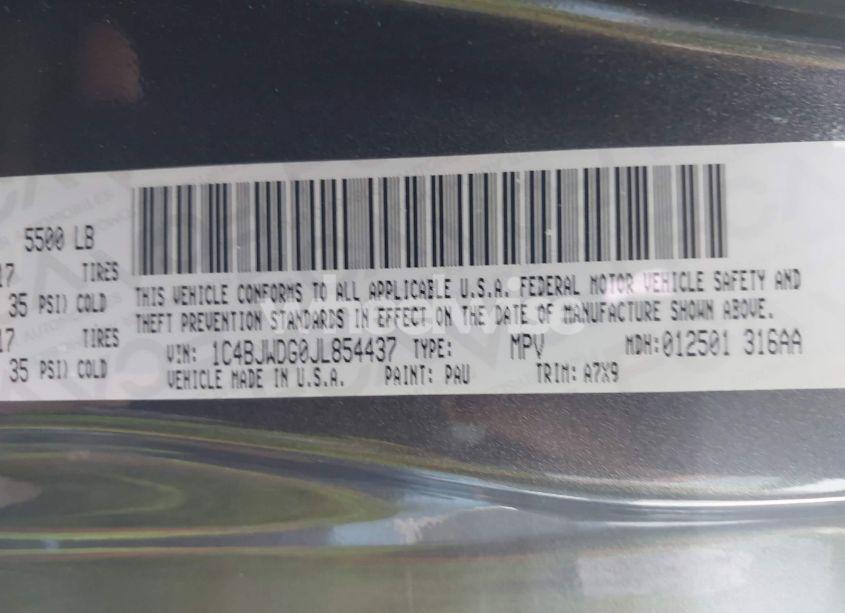 5500 LB
17 TIRES
35 PSI) COLD
17 TIRES
35 PSI) COLD
THIS VEHICLE CONFORMS TO ALL APPLICABLE U.S.A. FEDERAL MOTOR VEHICLE SAFETY AND
THEFT PREVENTION STANDARDS IN EFFECT ON THE DATE OF MANUFACTURE SHOWN ABOVE.
VIN: 1C4BJWDG0JL854437 TYPE: MPV MDH:012501 316AA
VEHICLE MADE IN U.S.A. PAINT: PAU TRIM: A7X9